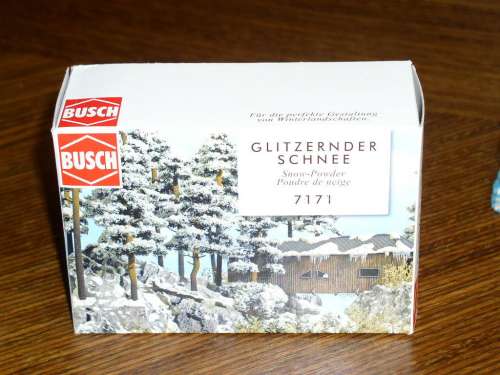 Für die perfekte Gestaltung
von Winterlandschaften.
BUSCH
BUSCH
GLITZERNDER
SCHNEE
Snow-Powder
Poudre de neige
7171